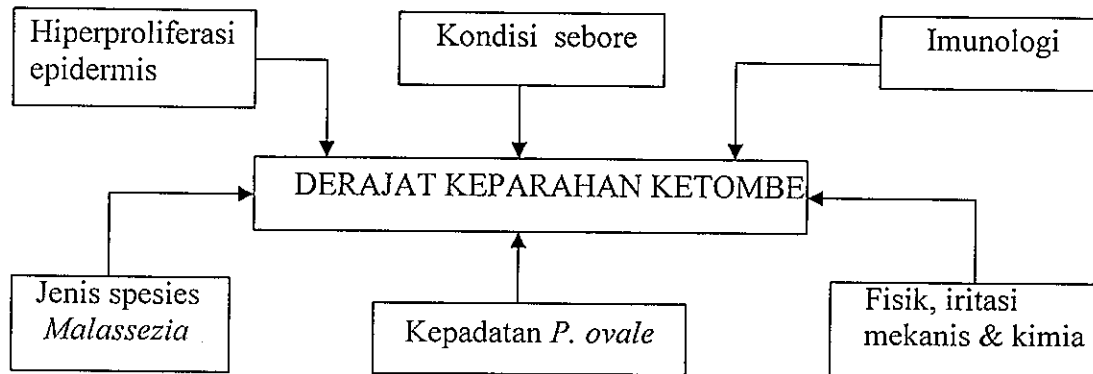 Hiperproliferasi
epidermis
Kondisi sebore
Imunologi
DERAJAT KEPARAHAN KETOMBE
Jenis spesies
Malassezia
Kepadatan P. ovale
Fisik, iritasi
mekanis & kimia